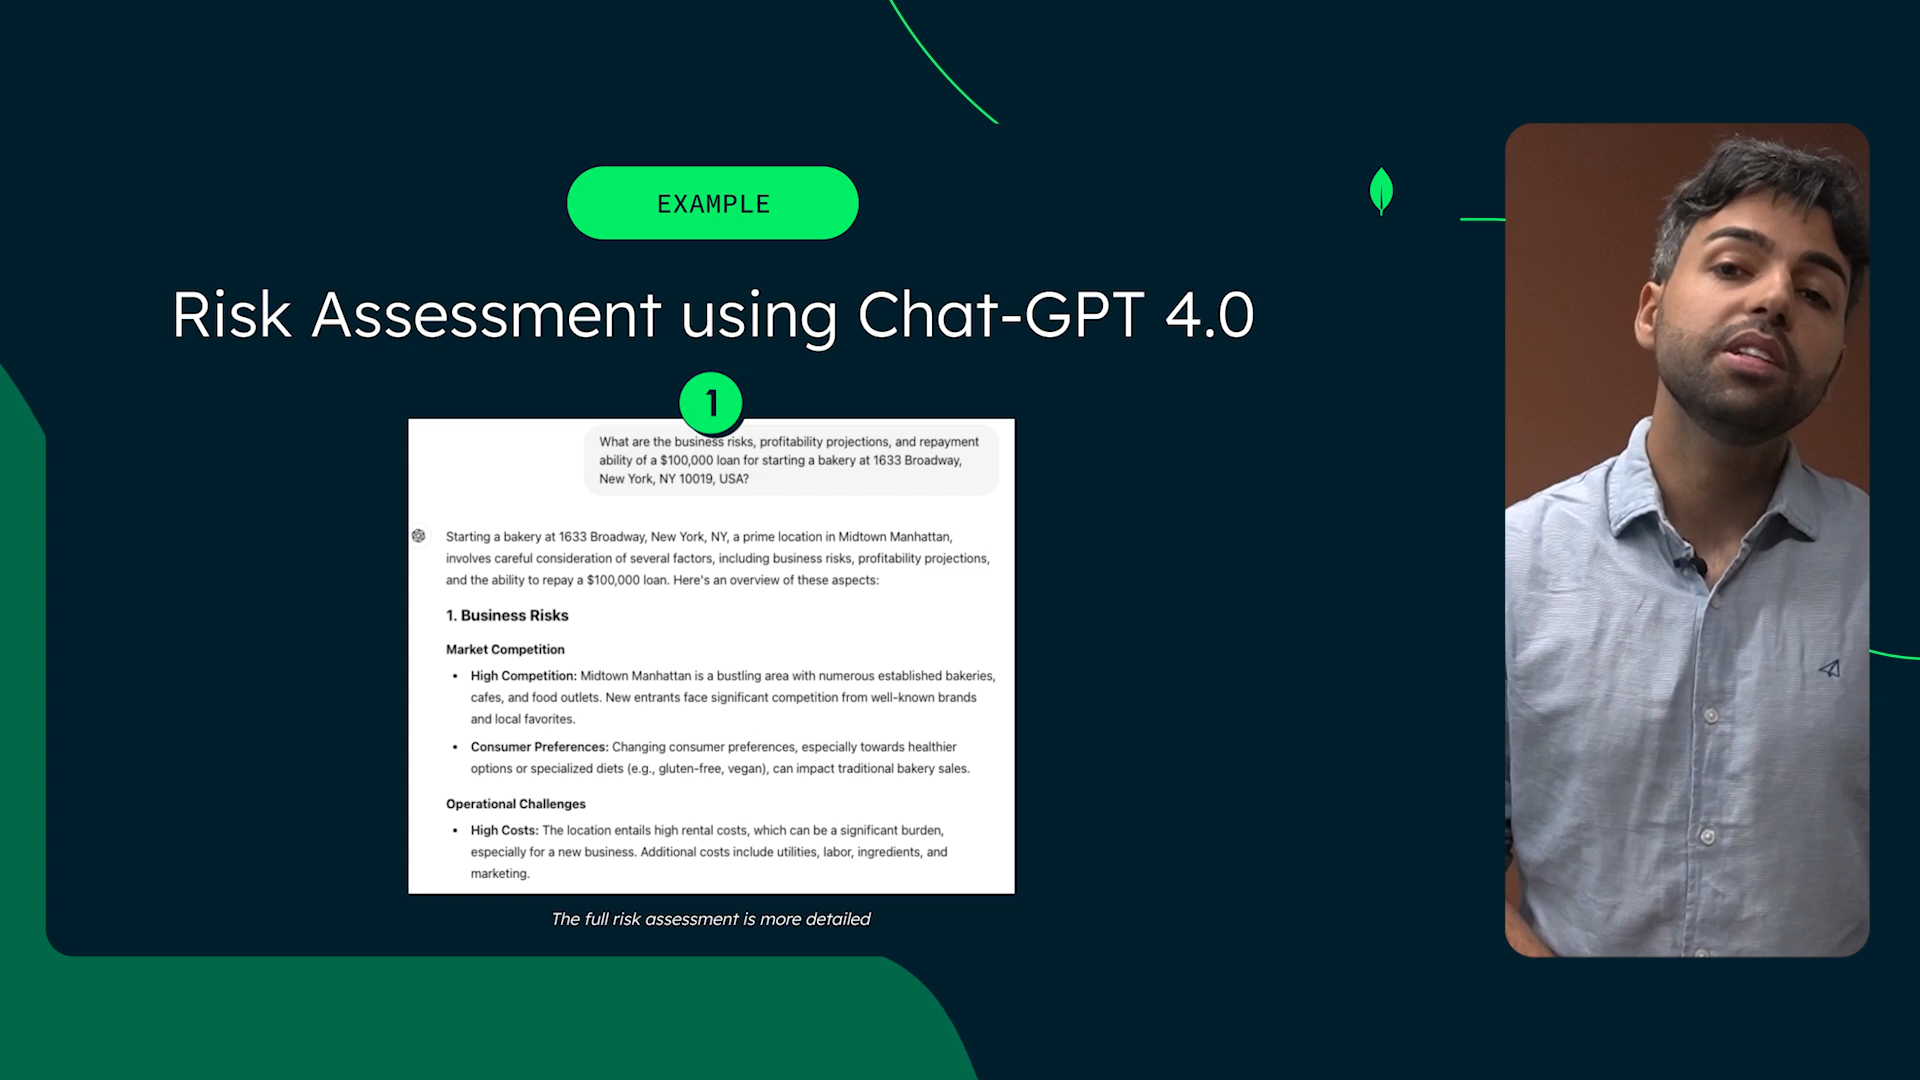 EXAMPLE
Risk Assessment using Chat-GPT 4.0
1
What are the business risks, profitability projections, and repayment
ability of a $100,000 loan for starting a bakery at 1633 Broadway,
New York, NY 10019, USA?
Starting a bakery at 1633 Broadway, New York, NY, a prime location in Midtown Manhattan,
involves careful consideration of several factors, including business risks, profitability projections,
and the ability to repay a $100,000 loan. Here's an overview of these aspects:
1. Business Risks
Market Competition
• High Competition: Midtown Manhattan is a bustling area with numerous established bakeries,
cafes, and food outlets. New entrants face significant competition from well-known brands
and local favorites.
• Consumer Preferences: Changing consumer preferences, especially towards healthier
options or specialized diets (e.g., gluten-free, vegan), can impact traditional bakery sales.
Operational Challenges
• High Costs: The location entails high rental costs, which can be a significant burden,
especially for a new business. Additional costs include utilities, labor, ingredients, and
marketing.
The full risk assessment is more detailed